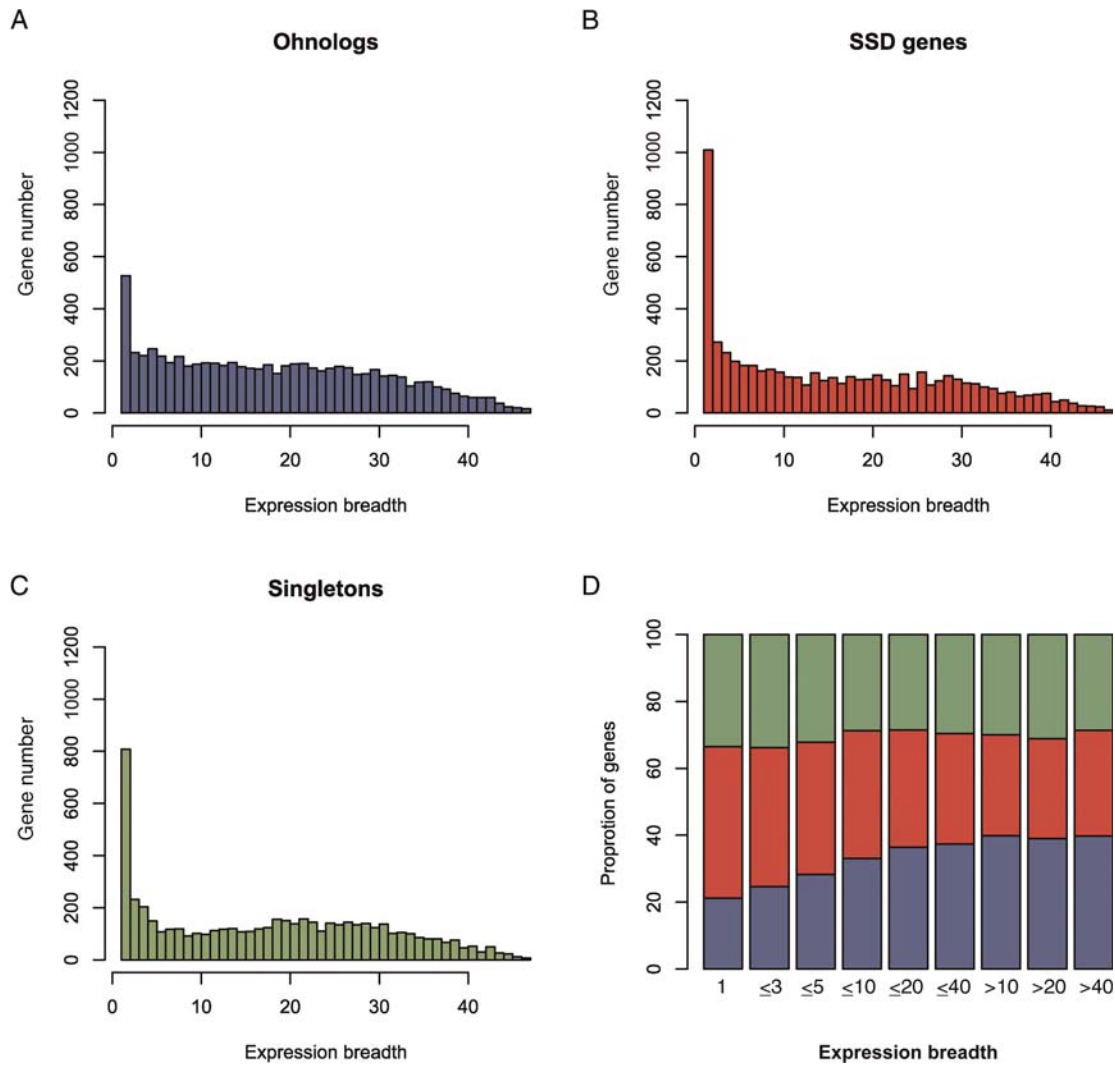 A
Ohnologs
Gene number
0 200 400 600 800 1000 1200
0 10 20 30 40
Expression breadth
B
SSD genes
Gene number
0 200 400 600 800 1000 1200
0 10 20 30 40
Expression breadth
C
Singletons
Gene number
0 200 400 600 800 1000 1200
0 10 20 30 40
Expression breadth
D
Proprotion of genes
0 20 40 60 80 100
1 ≤3 ≤5 ≤10 ≤20 ≤40 >10 >20 >40
Expression breadth